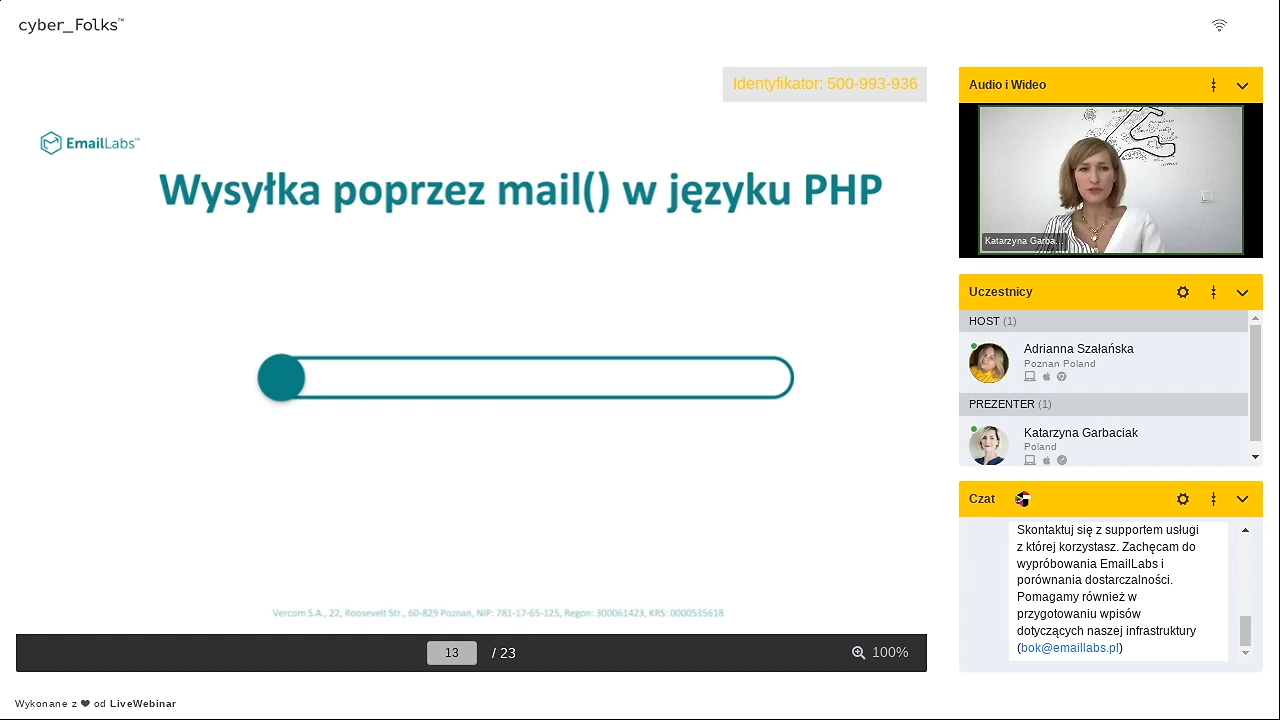 cyber_Folks™
Identyfikator: 500-993-936
EmailLabs™
Wysyłka poprzez mail() w języku PHP
Vercom S.A., 22, Roosevelt Str., 60-829 Poznań, NIP: 781-17-65-125, Regon: 300061423, KRS: 0000535618
13 / 23
100%
Wykonane z ❤ od LiveWebinar
Audio i Wideo
Katarzyna Garba...
Uczestnicy
HOST (1)
Adrianna Szałańska
Poznan Poland
PREZENTER (1)
Katarzyna Garbaciak
Poland
Czat
Skontaktuj się z supportem usługi
z której korzystasz. Zachęcam do
wypróbowania EmailLabs i
porównania dostarczalności.
Pomagamy również w
przygotowaniu wpisów
dotyczących naszej infrastruktury
(bok@emaillabs.pl)